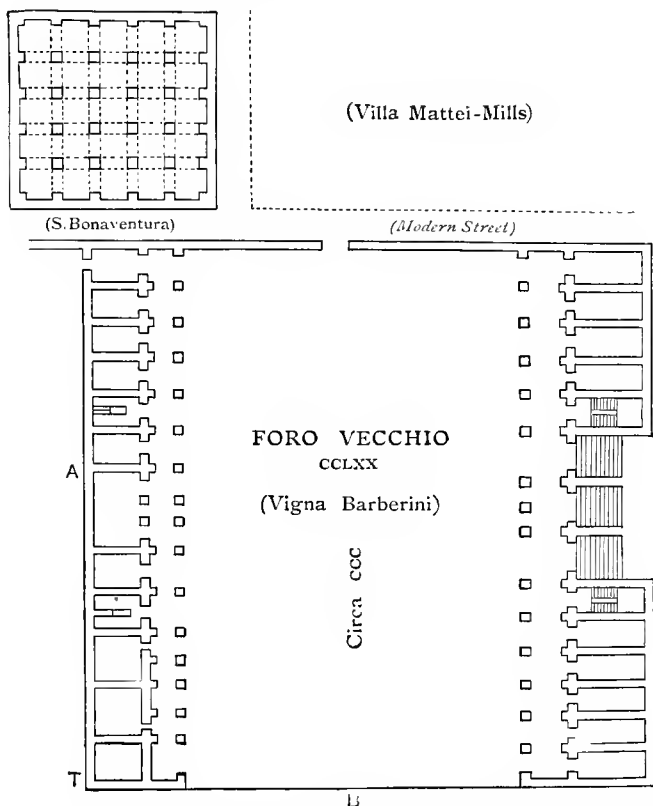 (Villa Mattei-Mills)
(S. Bonaventura)
(Modern Street)
FORO VECCHIO
CCLXX
(Vigna Barberini)
Circa ccc
A
T